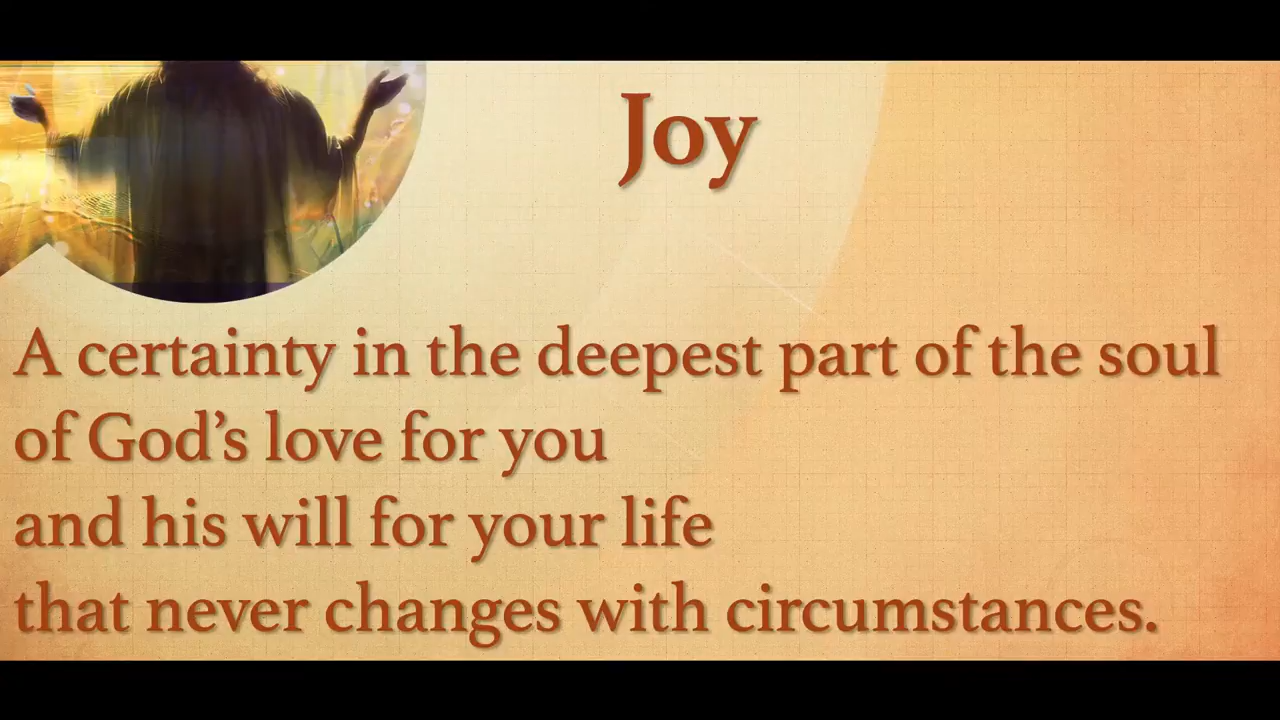 Joy
A certainty in the deepest part of the soul
of God’s love for you
and his will for your life
that never changes with circumstances.